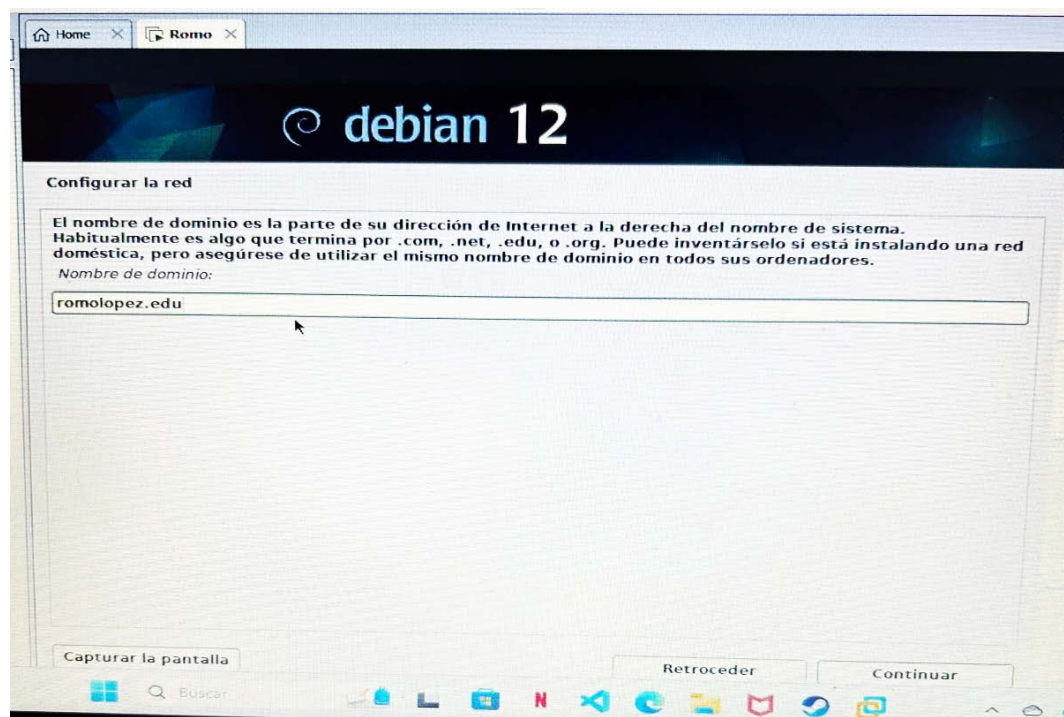 Home
Romo
debian 12
Configurar la red
El nombre de dominio es la parte de su dirección de Internet a la derecha del nombre de sistema.
Habitualmente es algo que termina por .com, .net, .edu, o .org. Puede inventárselo si está instalando una red
doméstica, pero asegúrese de utilizar el mismo nombre de dominio en todos sus ordenadores.
Nombre de dominio:
romolopez.edu
Capturar la pantalla
Retroceder
Continuar
Buscar
N